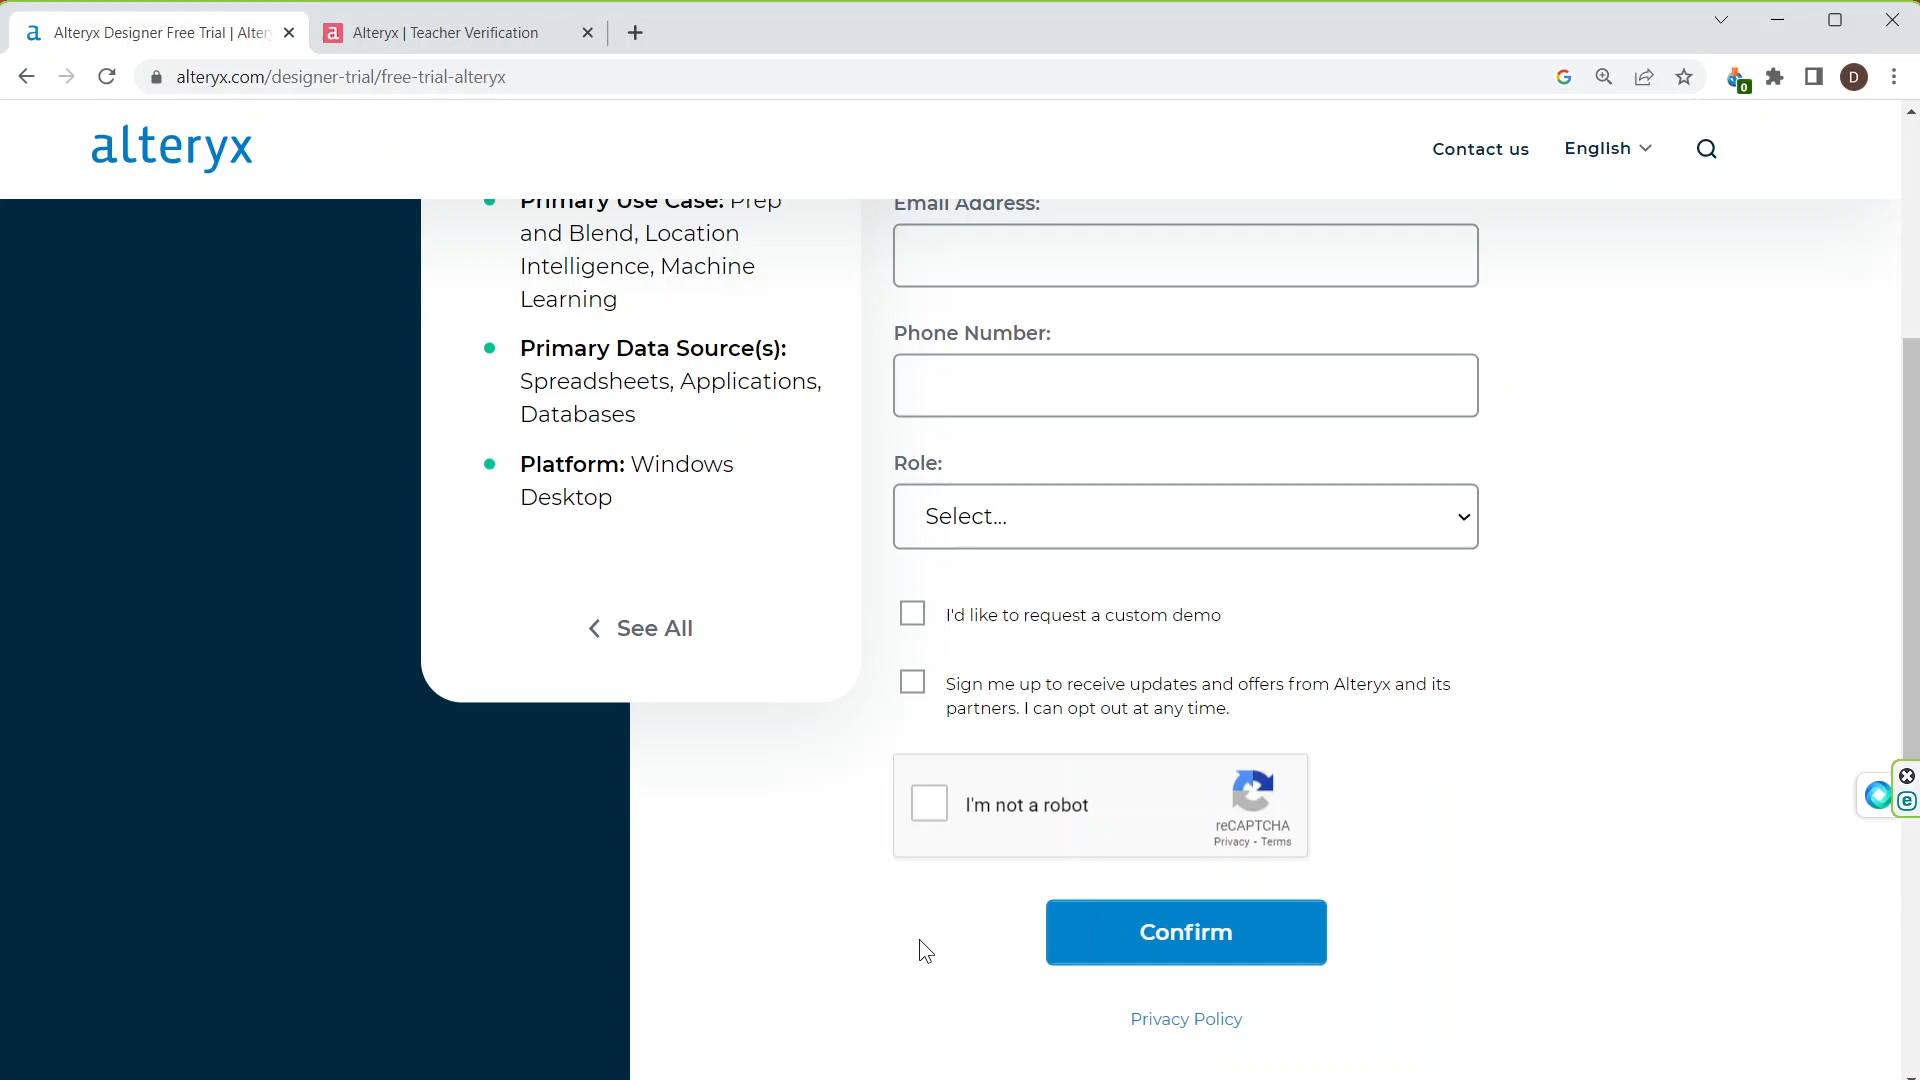 Alteryx Designer Free Trial | Alter
Alteryx | Teacher Verification
alteryx.com/designer-trial/free-trial-alteryx
0
D
alteryx
Contact us
English
Primary Use Case: Prep
and Blend, Location
Intelligence, Machine
Learning
Primary Data Source(s):
Spreadsheets, Applications,
Databases
Platform: Windows
Desktop
See All
Email Address:
Phone Number:
Role:
Select...
I'd like to request a custom demo
Sign me up to receive updates and offers from Alteryx and its
partners. I can opt out at any time.
I'm not a robot
reCAPTCHA
Privacy - Terms
Confirm
Privacy Policy